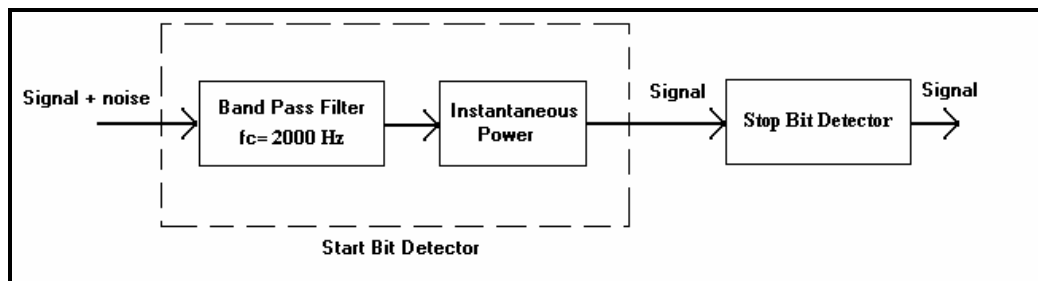 Signal + noise
Band Pass Filter
fc= 2000 Hz
Instantaneous
Power
Signal
Stop Bit Detector
Signal
Start Bit Detector